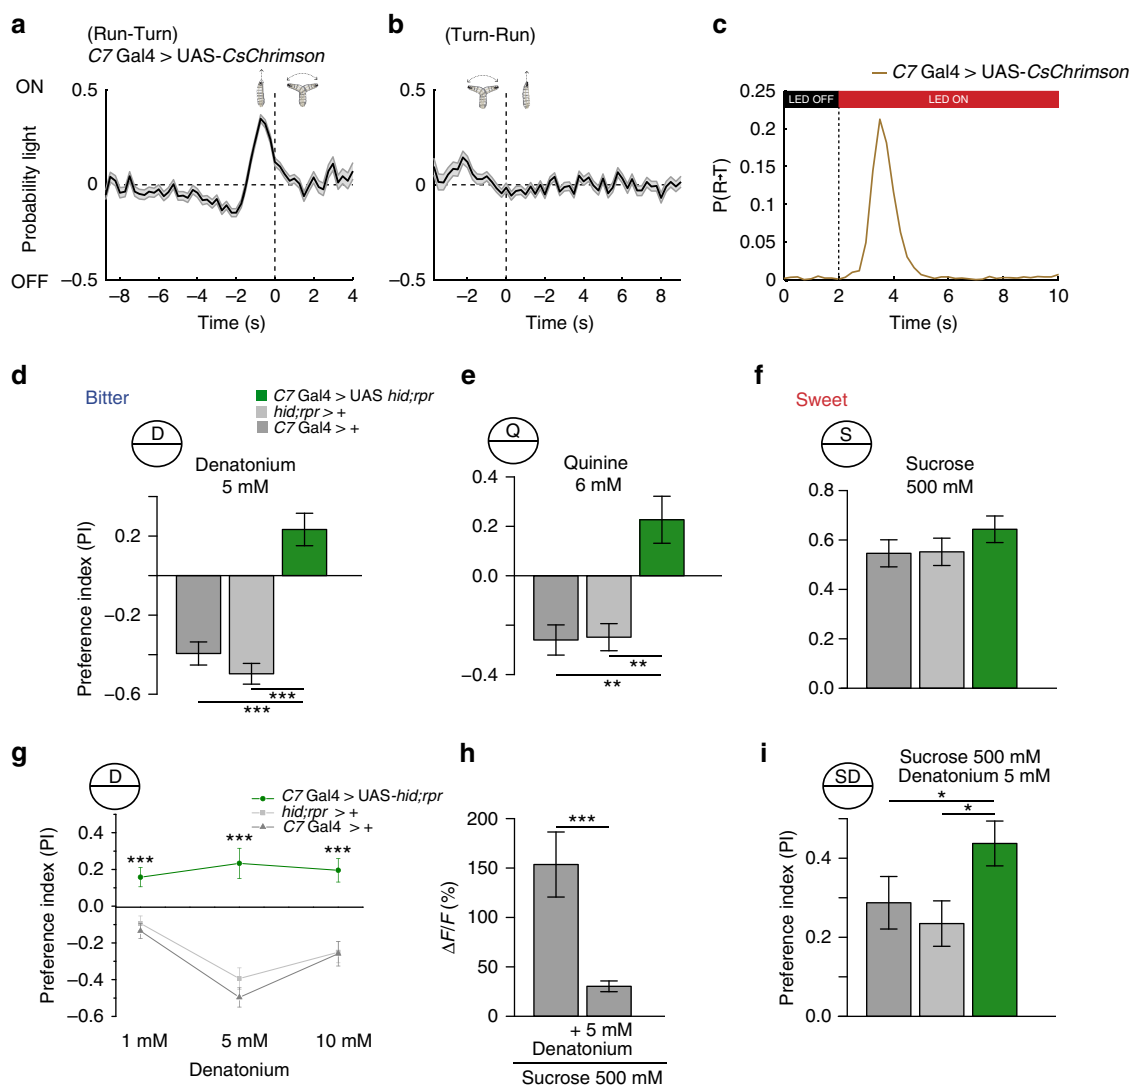 a
(Run-Turn)
C7 Gal4 > UAS-CsChrimson
ON
0.5
0
–0.5
OFF
Probability light
–8 –6 –4 –2 0 2 4
Time (s)
b
(Turn-Run)
0.5
0
–0.5
–2 0 2 4 6 8
Time (s)
c
C7 Gal4 > UAS-CsChrimson
LED OFF LED ON
0.25
0.2
0.15
0.1
0.05
0
P(R→T)
0 2 4 6 8 10
Time (s)
d
Bitter
C7 Gal4 > UAS hid;rpr
hid;rpr > +
C7 Gal4 > +
D
Denatonium
5 mM
0.2
–0.2
–0.6
Preference index (PI)
***
***
e
Q
Quinine
6 mM
0.4
0.2
0.0
–0.4
**
**
f
Sweet
S
Sucrose
500 mM
0.8
0.6
0.4
0.2
0.0
g
D
C7 Gal4 > UAS-hid;rpr
hid;rpr > +
C7 Gal4 > +
0.4
0.2
0.0
–0.2
–0.4
–0.6
Preference index (PI)
*** *** ***
1 mM 5 mM 10 mM
Denatonium
h
200
150
100
50
0
ΔF/F (%)
***
+ 5 mM
Denatonium
Sucrose 500 mM
i
SD
Sucrose 500 mM
Denatonium 5 mM
0.4
0.2
0.0
Preference index (PI)
*
*